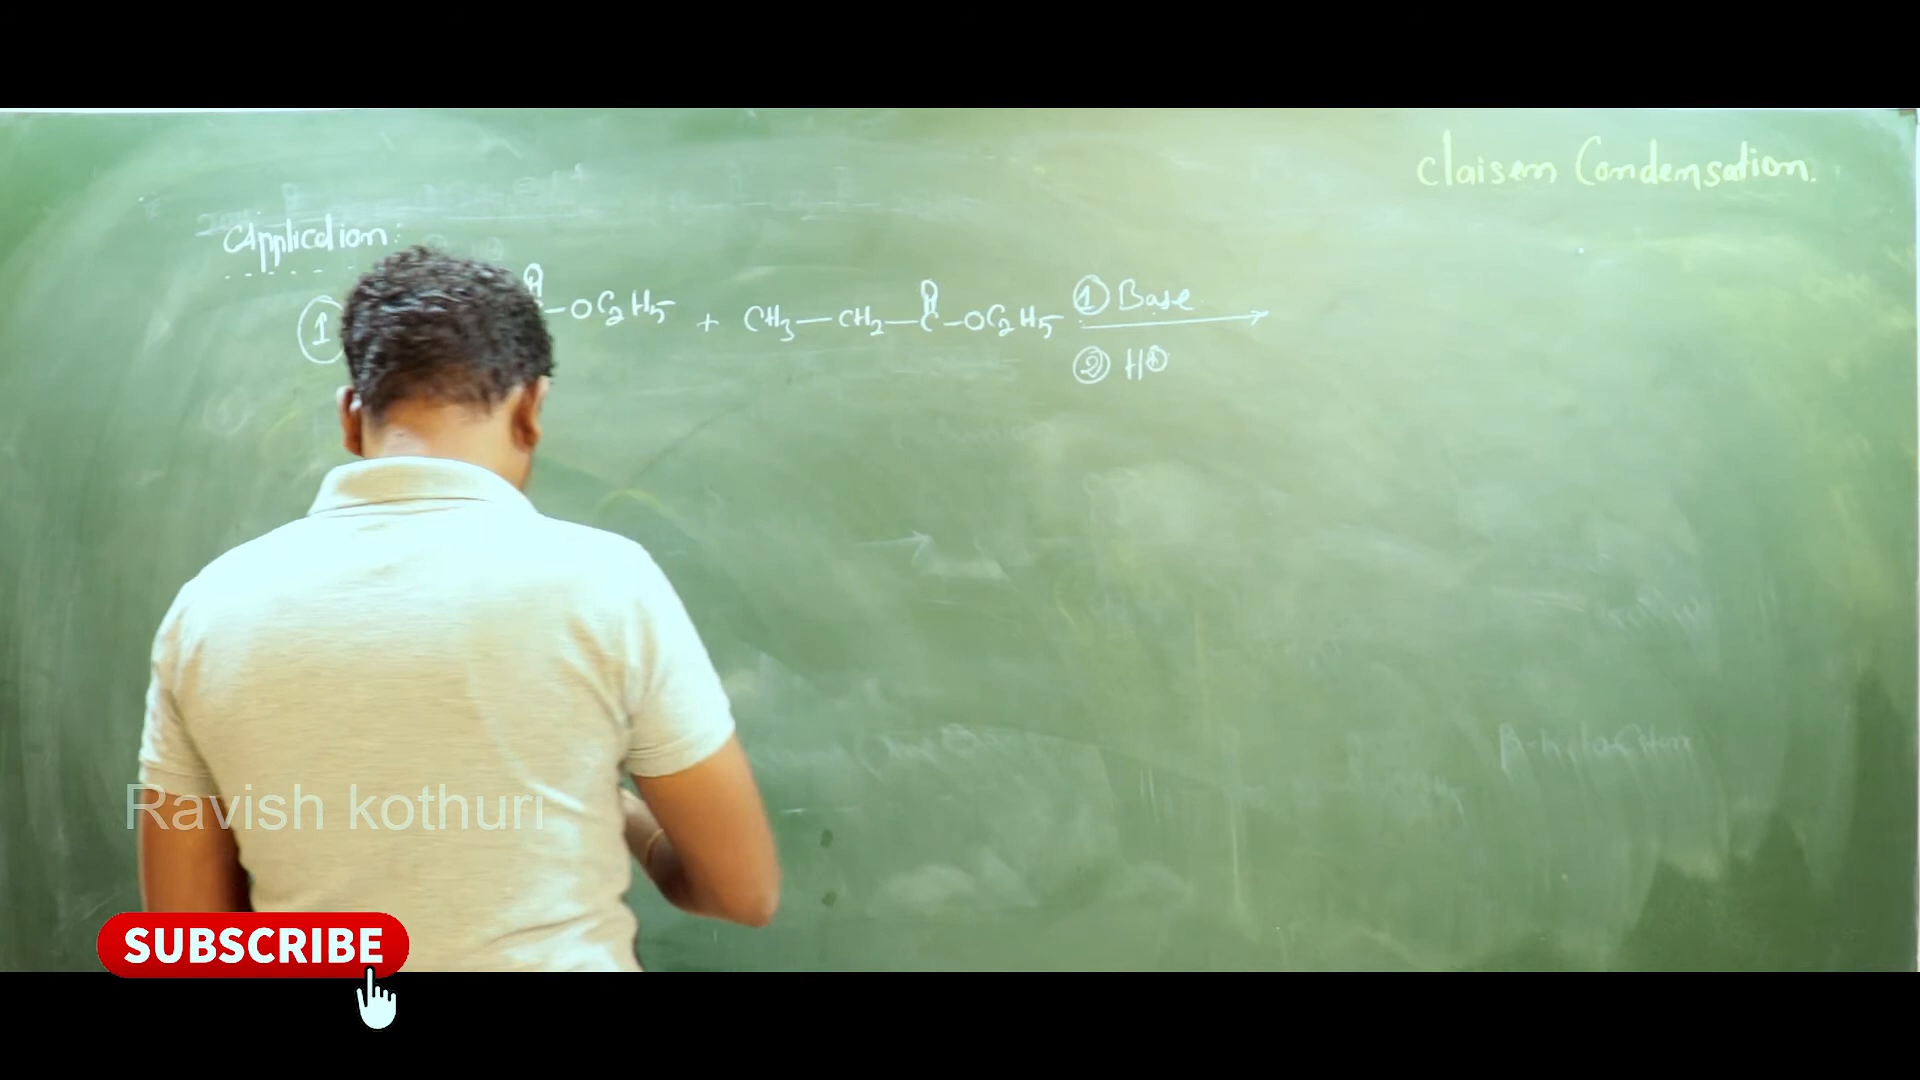 Claisen Condensation.
Application:
O O
① -OC2H5 + CH3—CH2—C—OC2H5 ① Base
② H⊕
Ravish kothuri
SUBSCRIBE